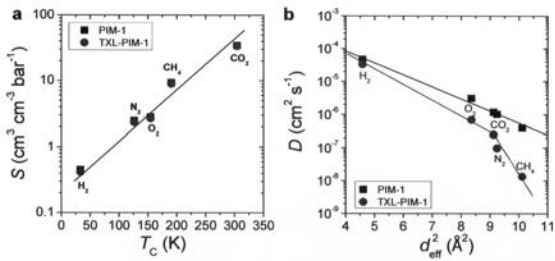 a
PIM-1
TXL-PIM-1
S (cm³ cm⁻³ bar⁻¹)
100
10
1
0.1
H₂
N₂
O₂
CH₄
CO₂
0 50 100 150 200 250 300 350
T_C (K)
b
D (cm² s⁻¹)
10⁻³
10⁻⁴
10⁻⁵
10⁻⁶
10⁻⁷
10⁻⁸
10⁻⁹
H₂
O₂
CO₂
N₂
CH₄
PIM-1
TXL-PIM-1
4 5 6 7 8 9 10 11
d²_eff (Å²)